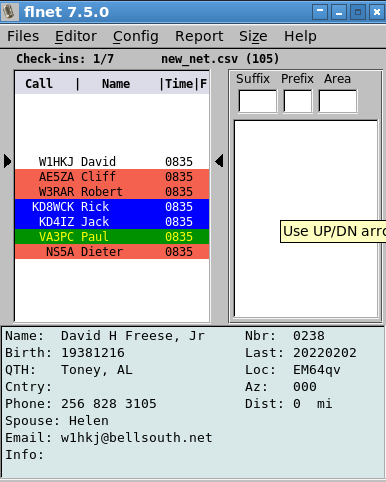 flnet 7.5.0
Files Editor Config Report Size Help
Check-ins: 1/7 new_net.csv (105)
Call | Name |Time|F
Suffix Prefix Area
W1HKJ David 0835
AE5ZA Cliff 0835
W3RAR Robert 0835
KD8WCK Rick 0835
KD4IZ Jack 0835
VA3PC Paul 0835
NS5A Dieter 0835
Use UP/DN arro
Name: David H Freese, Jr Nbr: 0238
Birth: 19381216 Last: 20220202
QTH: Toney, AL Loc: EM64qv
Cntry: Az: 000
Phone: 256 828 3105 Dist: 0 mi
Spouse: Helen
Email: w1hkj@bellsouth.net
Info: